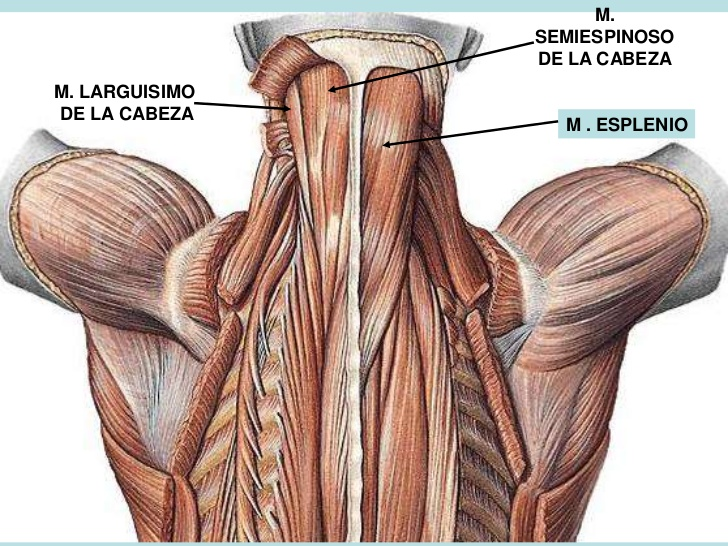 M.
SEMIESPINOSO
DE LA CABEZA
M. LARGUISIMO
DE LA CABEZA
M . ESPLENIO